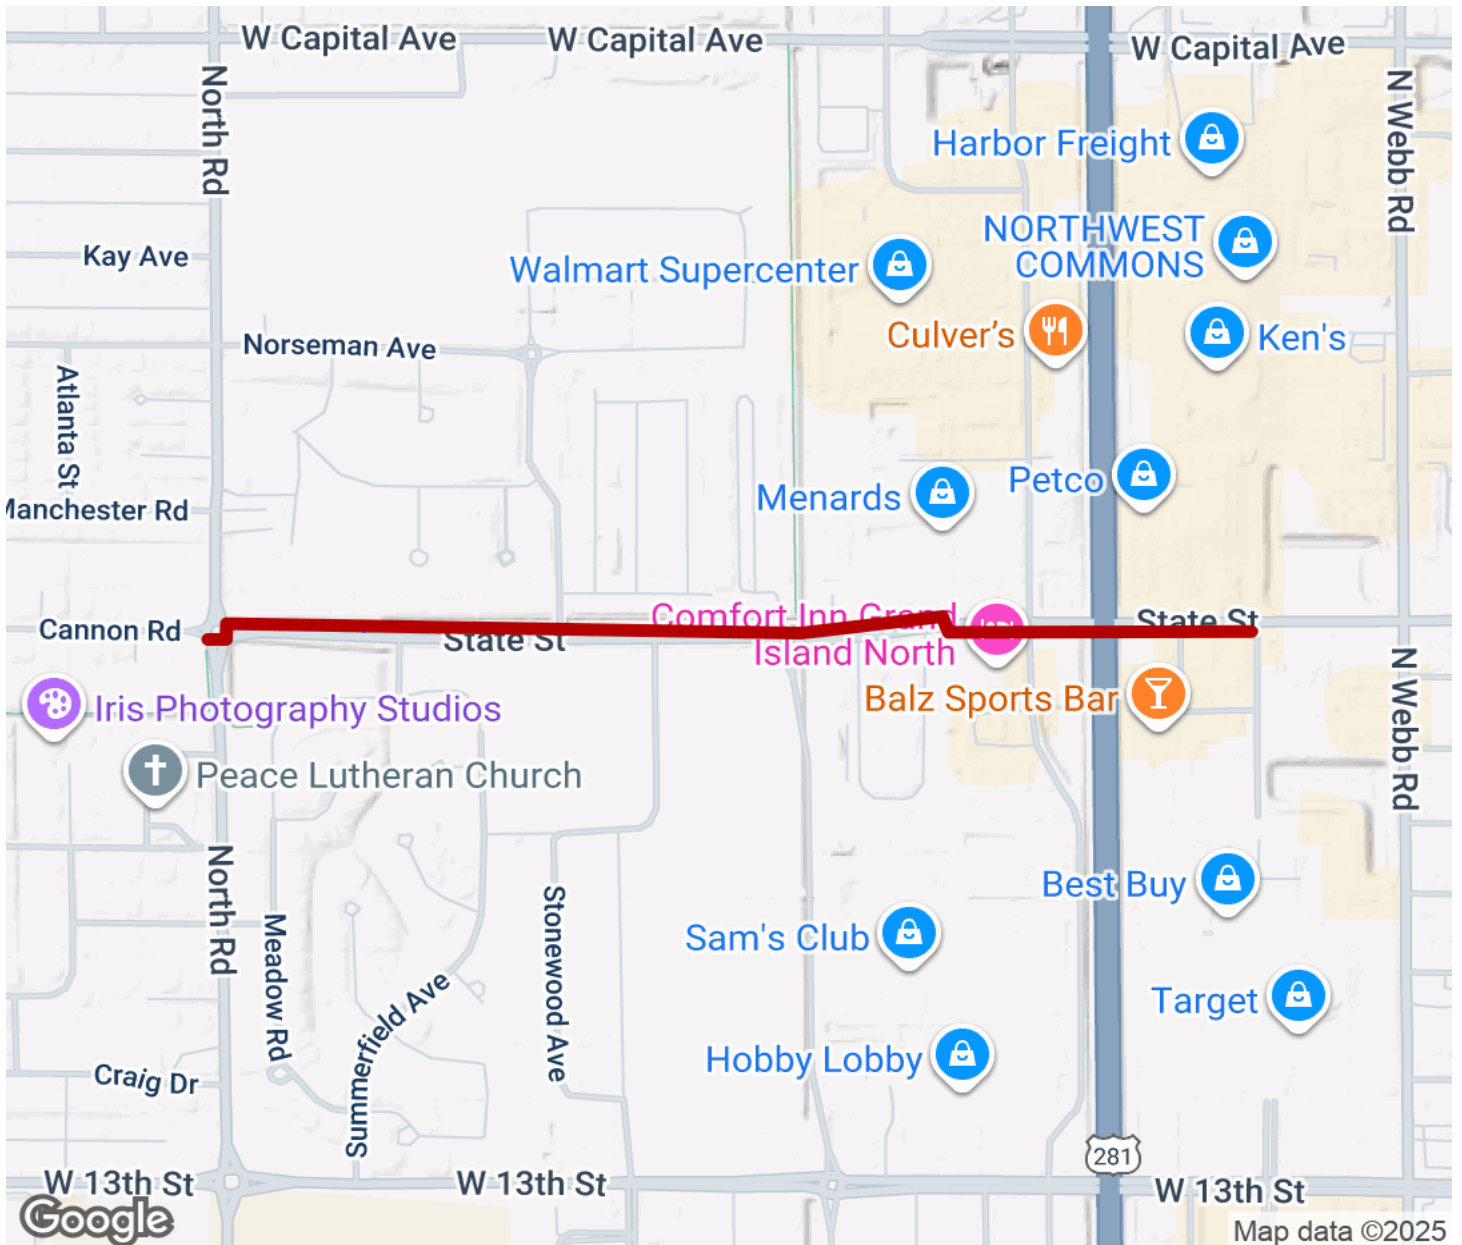 W Capital Ave
W Capital Ave
W Capital Ave
North Rd
N Webb Rd
Harbor Freight
NORTHWEST
COMMONS
Kay Ave
Walmart Supercenter
Culver's
Ken's
Norseman Ave
Atlanta St
Petco
Menards
Manchester Rd
Comfort Inn Grand
Island North
State St
Cannon Rd
State St
N Webb Rd
Balz Sports Bar
Iris Photography Studios
Peace Lutheran Church
North Rd
Meadow Rd
Summerfield Ave
Stonewood Ave
Best Buy
Sam's Club
Target
Hobby Lobby
Craig Dr
281
W 13th St
W 13th St
W 13th St
Google
Map data ©2025